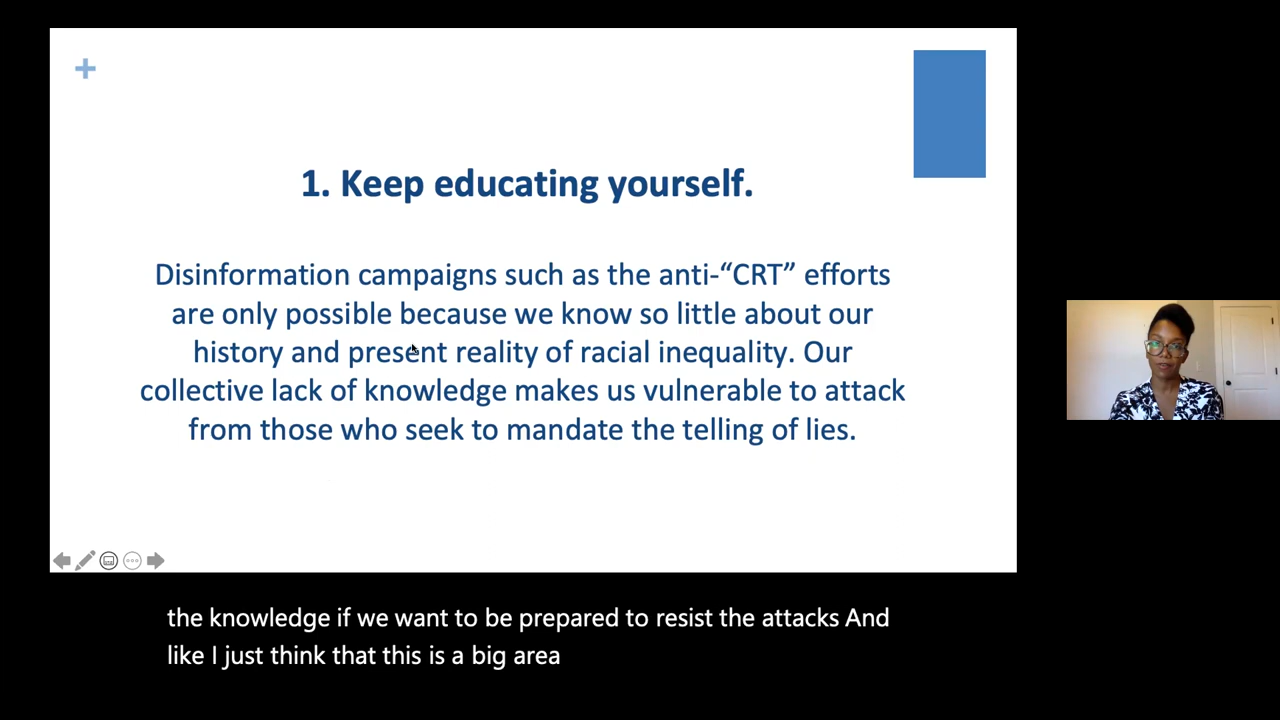 1. Keep educating yourself.
Disinformation campaigns such as the anti-“CRT” efforts
are only possible because we know so little about our
history and present reality of racial inequality. Our
collective lack of knowledge makes us vulnerable to attack
from those who seek to mandate the telling of lies.
the knowledge if we want to be prepared to resist the attacks And
like I just think that this is a big area